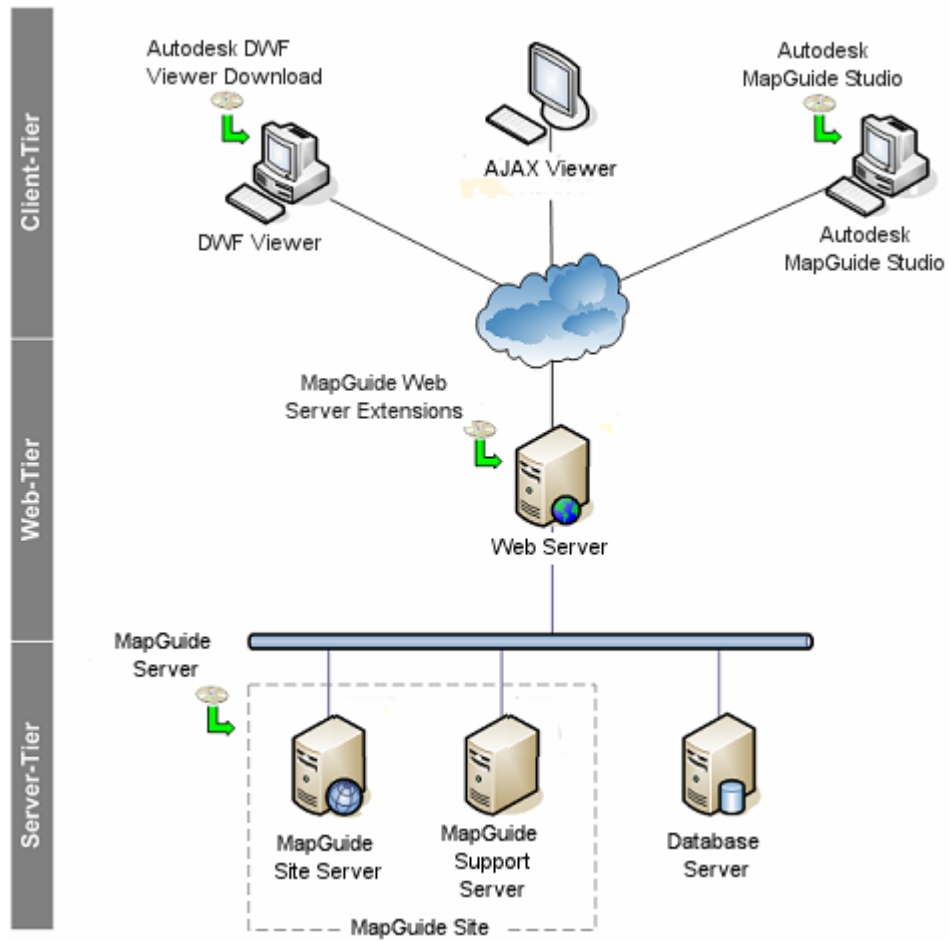 Client-Tier
Autodesk DWF
Viewer Download
DWF Viewer
AJAX Viewer
Autodesk
MapGuide Studio
Autodesk
MapGuide Studio
Web-Tier
MapGuide Web
Server Extensions
Web Server
Server-Tier
MapGuide
Server
MapGuide
Site Server
MapGuide
Support
Server
Database
Server
MapGuide Site